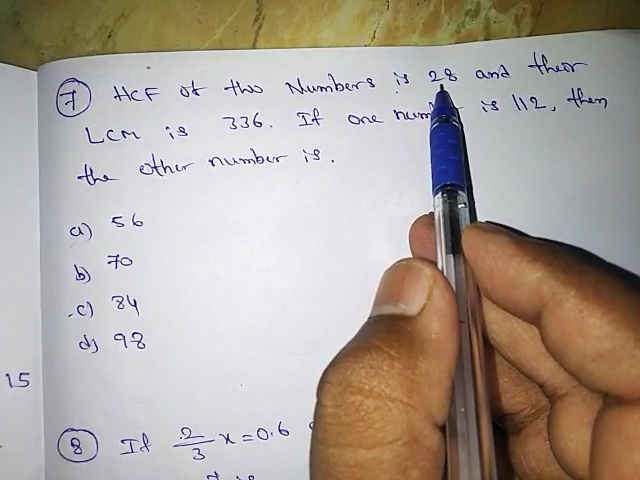 7 HCF of two Numbers is 28 and their
LCM is 336. If one number is 112, then
the other number is.
a) 56
b) 70
c) 84
d) 98
15
8 If 2/3 x = 0.6